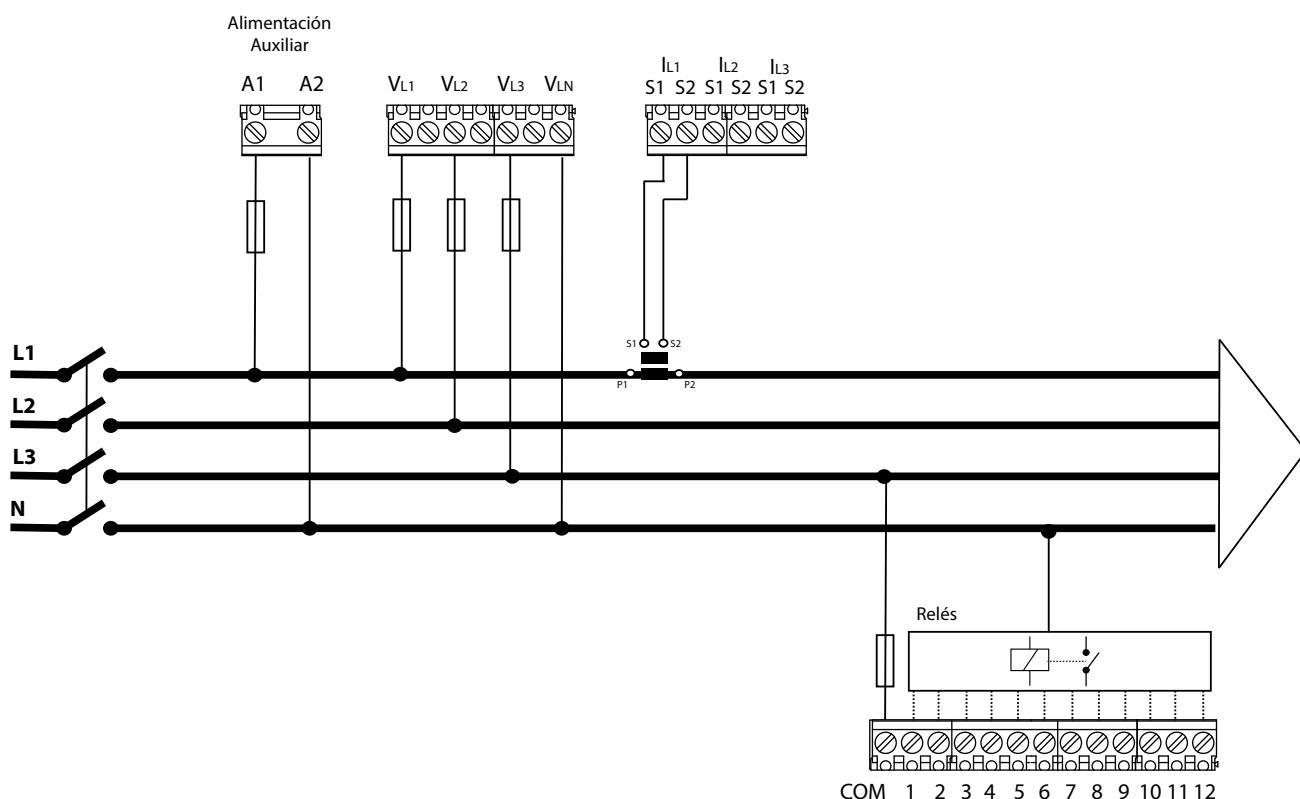 Alimentación
Auxiliar
A1 A2
VL1 VL2 VL3 VLN
IL1 IL2 IL3
S1 S2 S1 S2 S1 S2
S1 S2
P1 P2
L1
L2
L3
N
Relés
COM 1 2 3 4 5 6 7 8 9 10 11 12